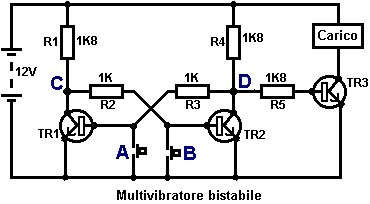 R1 1K8 R4 1K8 Carico
12V
C 1K 1K D 1K8 TR3
R2 R3 R5
TR1 TR2
A B
Multivibratore bistabile